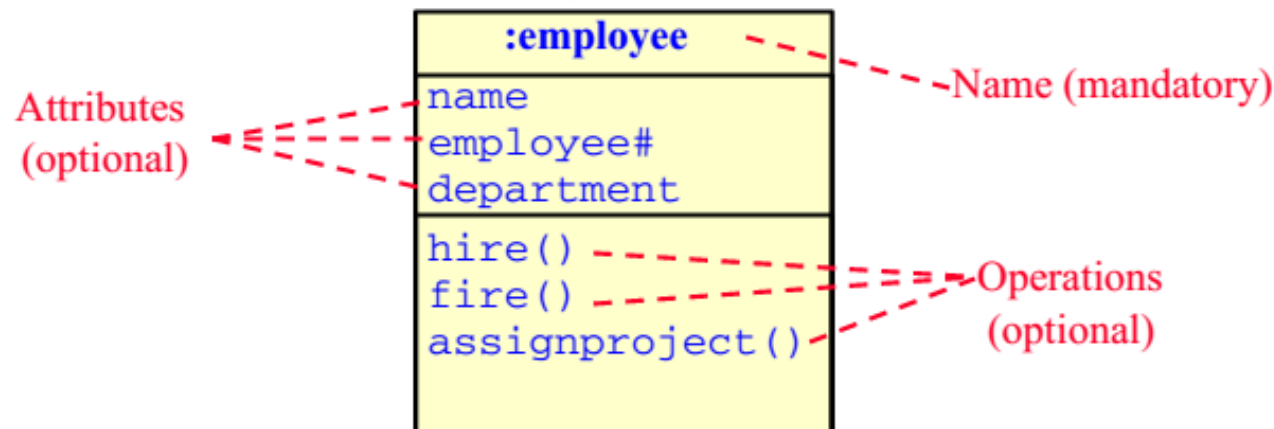 :employee
Name (mandatory)
Attributes
(optional)
name
employee#
department
hire()
fire()
assignproject()
Operations
(optional)